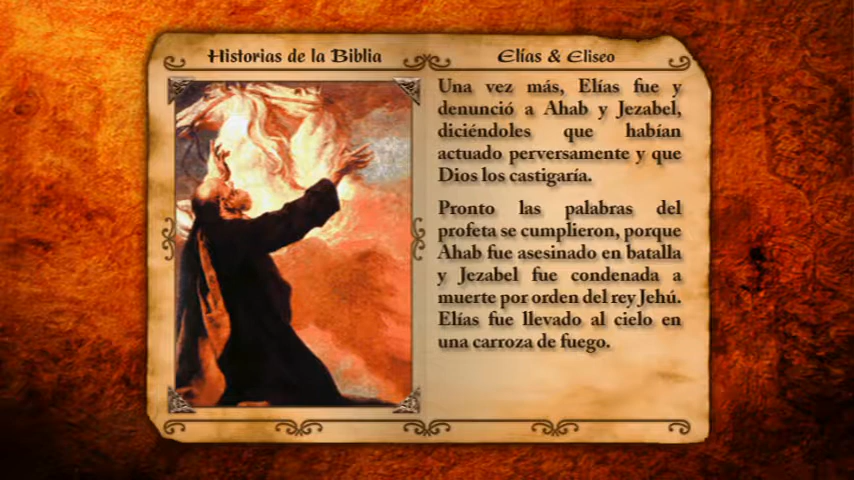 Historias de la Biblia
Elías & Eliseo
Una vez más, Elías fue y
denunció a Ahab y Jezabel,
diciéndoles que habían
actuado perversamente y que
Dios los castigaría.
Pronto las palabras del
profeta se cumplieron, porque
Ahab fue asesinado en batalla
y Jezabel fue condenada a
muerte por orden del rey Jehú.
Elías fue llevado al cielo en
una carroza de fuego.